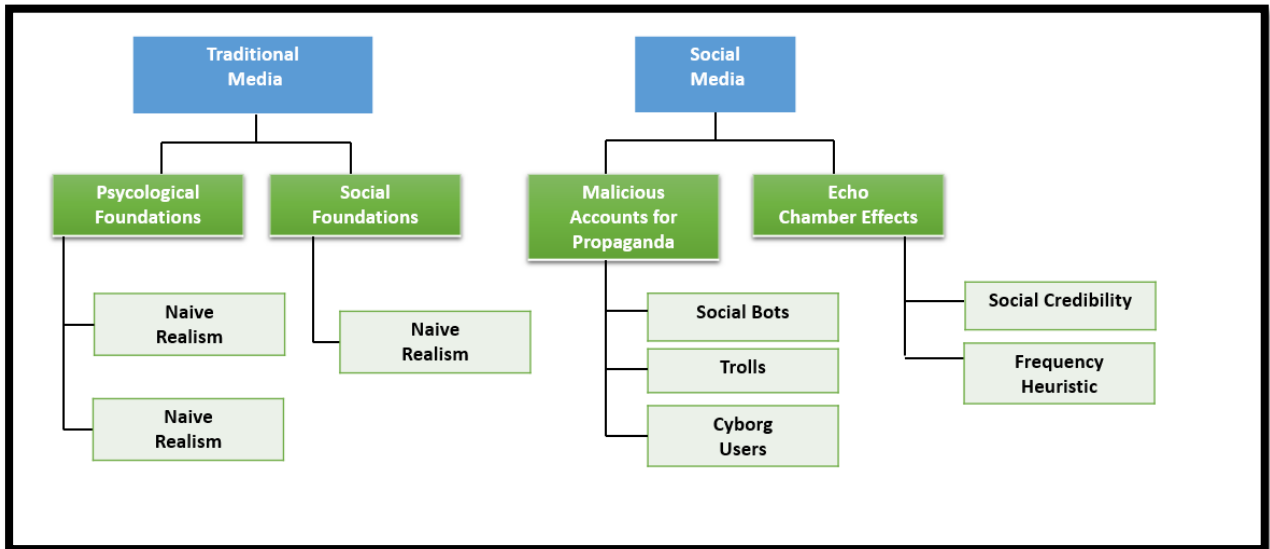 Traditional
Media
Social
Media
Psycological
Foundations
Social
Foundations
Malicious
Accounts for
Propaganda
Echo
Chamber Effects
Naive
Realism
Naive
Realism
Naive
Realism
Social Bots
Trolls
Cyborg
Users
Social Credibility
Frequency
Heuristic